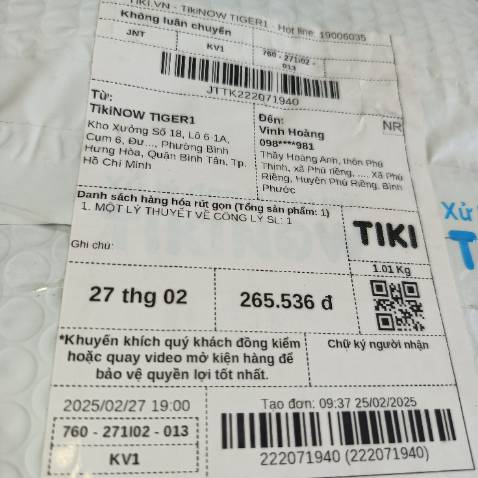 TIKI.VN - TikiNOW TIGER1 - Hot line: 19006035
Không luân chuyển
JNT
KV1
760 - 271I02 -
013
JTTK222071940
Từ:
TikiNOW TIGER1
Kho Xưởng Số 18, Lô 6 1A,
Cụm 6, Đư..., Phường Bình
Hưng Hòa, Quận Bình Tân, Tp.
Hồ Chí Minh
Đến:
NR
Vinh Hoàng
098****981
Thầy Hoàng Anh, thôn Phú
Thịnh, xã Phú riềng, ..., Xã Phú
Riềng, Huyện Phú Riềng, Bình
Phước
Danh sách hàng hóa rút gọn (Tổng sản phẩm: 1)
1. MỘT LÝ THUYẾT VỀ CÔNG LÝ SL: 1
Ghi chú:
TIKI
1.01 Kg
27 thg 02
265.536 đ
*Khuyến khích quý khách đồng kiểm
hoặc quay video mở kiện hàng để
bảo vệ quyền lợi tốt nhất.
Chữ ký người nhận
2025/02/27 19:00
760 - 271I02 - 013
KV1
Tạo đơn: 09:37 25/02/2025
222071940 (222071940)
Xử
T